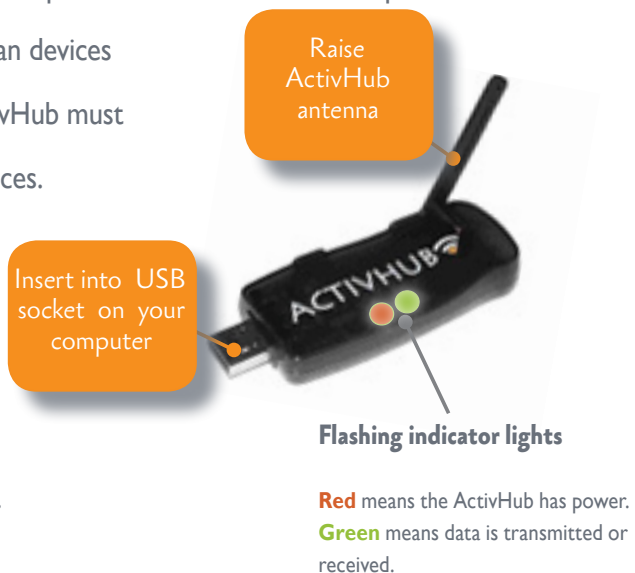 an devices
Hub must
ces.
Raise
ActivHub
antenna
ACTIVHUB
Insert into USB
socket on your
computer
Flashing indicator lights
Red means the ActivHub has power.
Green means data is transmitted or
received.